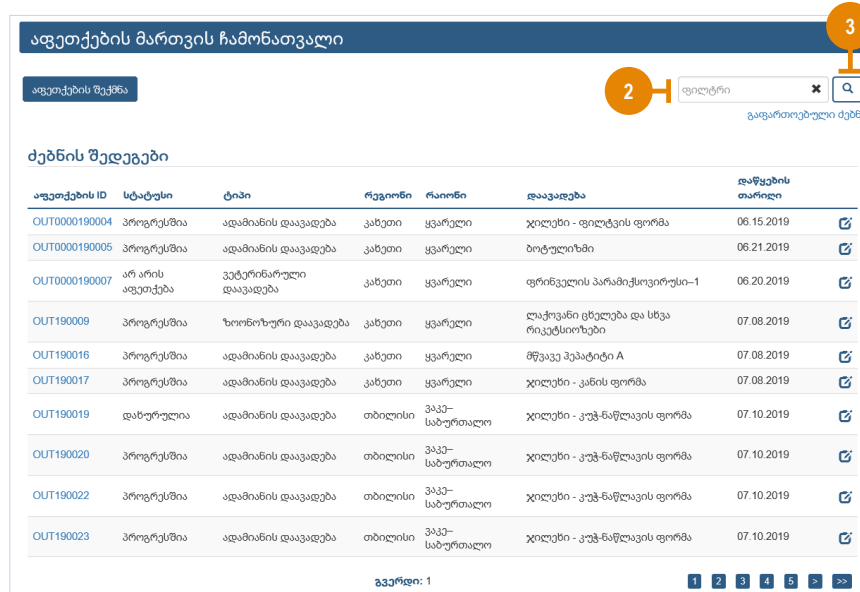 აფეთქების მართვის ჩამონათვალი
3
აფეთქების შექმნა
2
ფილტრი
გაფართოებული ძებნ
ძებნის შედეგები
აფეთქების ID სტატუსი ტიპი რეგიონი რაიონი დაავადება დაწყების თარიღი
OUT0000190004 პროგრესშია ადამიანის დაავადება კახეთი ყვარელი ჯილეხი - ფილტვის ფორმა 06.15.2019
OUT0000190005 პროგრესშია ადამიანის დაავადება კახეთი ყვარელი ბოტულიზმი 06.21.2019
OUT0000190007 არ არის აფეთქება ვეტერინარული დაავადება კახეთი ყვარელი ფრინველის პარამიქსოვირუსი–1 06.20.2019
OUT190009 პროგრესშია ზოონოზური დაავადება კახეთი ყვარელი ლაქოვანი ცხელება და სხვა რიკეტსიოზები 07.08.2019
OUT190016 პროგრესშია ადამიანის დაავადება კახეთი ყვარელი მწვავე ჰეპატიტი A 07.08.2019
OUT190017 პროგრესშია ადამიანის დაავადება კახეთი ყვარელი ჯილეხი - კანის ფორმა 07.08.2019
OUT190019 დახურულია ადამიანის დაავადება თბილისი ვაკე–საბურთალო ჯილეხი - კუჭ-ნაწლავის ფორმა 07.10.2019
OUT190020 პროგრესშია ადამიანის დაავადება თბილისი ვაკე–საბურთალო ჯილეხი - კუჭ-ნაწლავის ფორმა 07.10.2019
OUT190022 პროგრესშია ადამიანის დაავადება თბილისი ვაკე–საბურთალო ჯილეხი - კუჭ-ნაწლავის ფორმა 07.10.2019
OUT190023 პროგრესშია ადამიანის დაავადება თბილისი ვაკე–საბურთალო ჯილეხი - კუჭ-ნაწლავის ფორმა 07.10.2019
გვერდი: 1 1 2 3 4 5 > >>